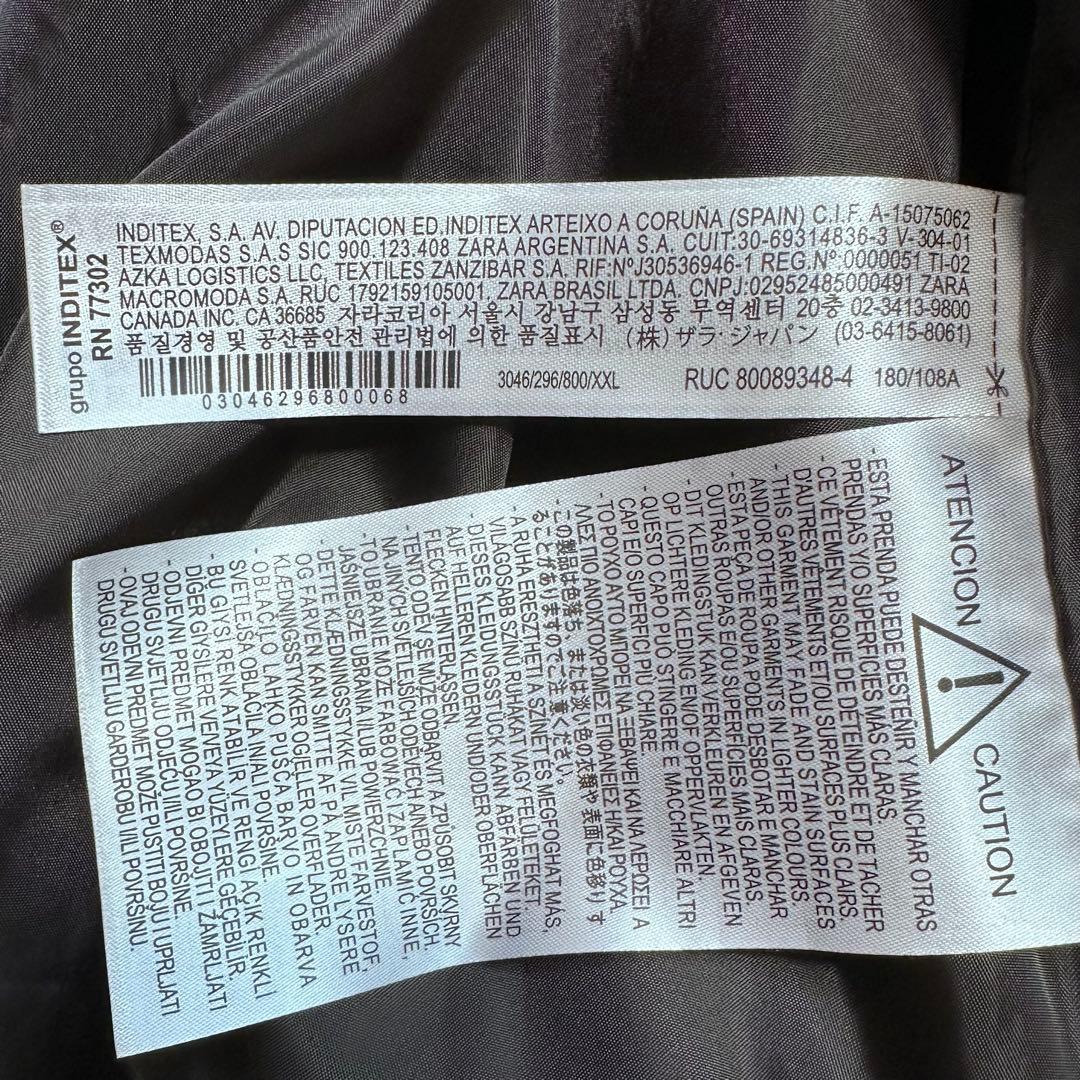 grupo INDITEX®
RN 77302
INDITEX, S.A. AV. DIPUTACION ED.INDITEX ARTEIXO A CORUÑA (SPAIN) C.I.F. A-15075062
TEXMODAS S.A.S SIC 900.123.408 ZARA ARGENTINA S.A. CUIT:30-69314836-3 V-304-01
AZKA LOGISTICS LLC, TEXTILES ZANZIBAR S.A. RIF:NºJ30536946-1 REG.Nº:0000051 TI-02
MACROMODA S.A. RUC 1792159105001, ZARA BRASIL LTDA. CNPJ:02952485000491 ZARA
CANADA INC. CA 36685 자라코리아 서울시 강남구 삼성동 무역센터 20층 02-3413-9800
품질경영 및 공산품안전 관리법에 의한 품질표시 (株)ザラ・ジャパン (03-6415-8061)
03046296800068
3046/296/800/XXL
RUC 80089348-4 180/108A
ATENCION
CAUTION
-ESTA PRENDA PUEDE DESTEÑIR Y MANCHAR OTRAS
PRENDAS Y/O SUPERFICIES MAS CLARAS.
-CE VÊTEMENT RISQUE DE DÉTEINDRE ET DE TACHER
D'AUTRES VÊTEMENTS ET/OU SURFACES PLUS CLAIRS.
-THIS GARMENT MAY FADE AND STAIN SURFACES
AND/OR OTHER GARMENTS IN LIGHTER COLOURS.
-ESTA PEÇA DE ROUPA PODE DESBOTAR E MANCHAR
OUTRAS ROUPAS E/OU SUPERFÍCIES MAIS CLARAS.
-DIT KLEDINGSTUK KAN VERKLEUREN EN AFGEVEN
OP LICHTERE KLEDING EN/OF OPPERVLAKTEN.
-QUESTO CAPO PUÒ STINGERE E MACCHIARE ALTRI
CAPI E/O SUPERFICI PIÙ CHIARE.
-ΤΟ ΡΟΥΧΟ ΑΥΤΟ ΜΠΟΡΕΙ ΝΑ ΞΕΒΑΨΕΙ ΚΑΙ ΝΑ ΛΕΡΩΣΕΙ Α
ΛΛΕΣ ΠΙΟ ΑΝΟΙΧΤΟΧΡΩΜΕΣ ΕΠΙΦΑΝΕΙΕΣ Η ΚΑΙ ΡΟΥΧΑ.
この製品は色落ち、または淡い色の衣類や表面に色移りす
ることがありますのでご注意ください。
-A RUHA ERESZTHETI A SZÍNÉT ÉS MEGFOGHAT MÁS,
VILÁGOSABB SZÍNŰ RUHÁKAT VAGY FELÜLETEKET.
-DIESES KLEIDUNGSSTÜCK KANN ABFÄRBEN UND
AUF HELLEREN KLEIDERN UND/ODER OBERFLÄCHEN
FLECKEN HINTERLASSEN.
-TENTO ODĚV SE MŮŽE OBARVIT A ZPŮSOBIT SKVRNY
NA JINÝCH SVĚTLEJŠÍCH ODĚVECH A/NEBO POVRŠÍCH.
-TO UBRANIE MOŻE FARBOWAĆ I ZAPLAMIĆ INNE,
JAŚNIEJSZE UBRANIA I/LUB POWIERZCHNIE.
-DETTE KLÆDNINGSSTYKKE VIL MISTE FARVESTOF,
OG FARVEN KAN SMITTE AF PÅ ANDRE LYSERE
KLÆDNINGSSTYKKER OG/ELLER OVERFLADER.
-OBLAČILO LAHKO PUŠČA BARVO IN OBARVA
SVETLEJŠA OBLAČILA IN/ALI POVRŠINE.
-BU GİYSİ RENK ATABİLİR VE RENGİ AÇIK RENKLİ
DİĞER GİYSİLERE VE/VEYA YÜZEYLERE GEÇEBİLİR.
-ODJEVNI PREDMET MOGAO BI OBOJITI I ZAMRLJATI
DRUGU SVJETLIJU ODJEĆU I/ILI POVRŠINE.
-OVAJ ODEVNI PREDMET MOŽE PUSTITI BOJU I UPRLJATI
DRUGU SVETLIJU GARDEROBU I/ILI POVRŠINU.